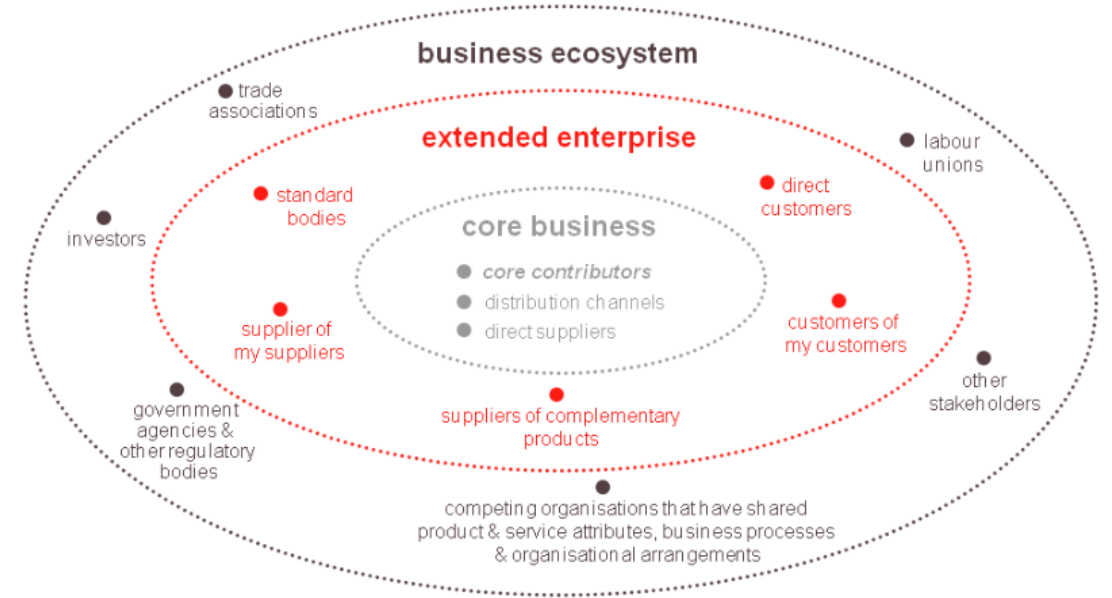 business ecosystem
trade
associations
extended enterprise
labour
unions
standard
bodies
direct
customers
investors
core business
core contributors
distribution channels
direct suppliers
supplier of
my suppliers
customers of
my customers
government
agencies &
other regulatory
bodies
other
stakeholders
suppliers of complementary
products
competing organisations that have shared
product & service attributes, business processes
& organisational arrangements